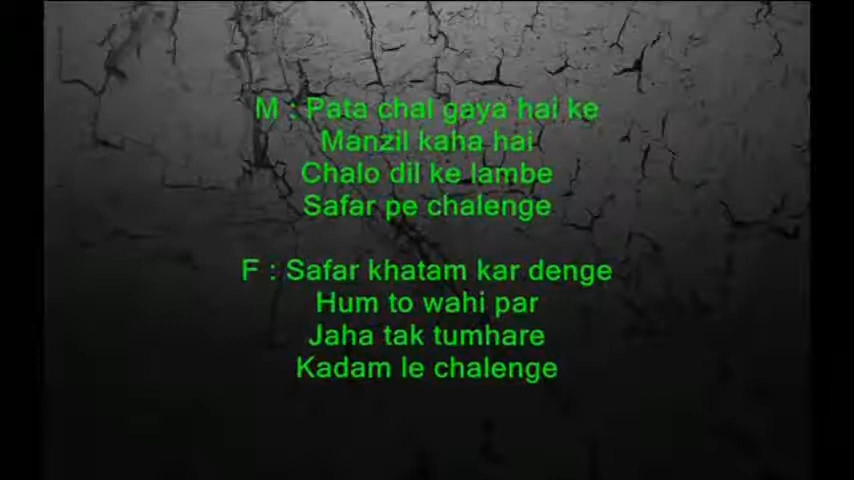 M : Pata chal gaya hai ke
Manzil kaha hai
Chalo dil ke lambe
Safar pe chalenge
F : Safar khatam kar denge
Hum to wahi par
Jaha tak tumhare
Kadam le chalenge